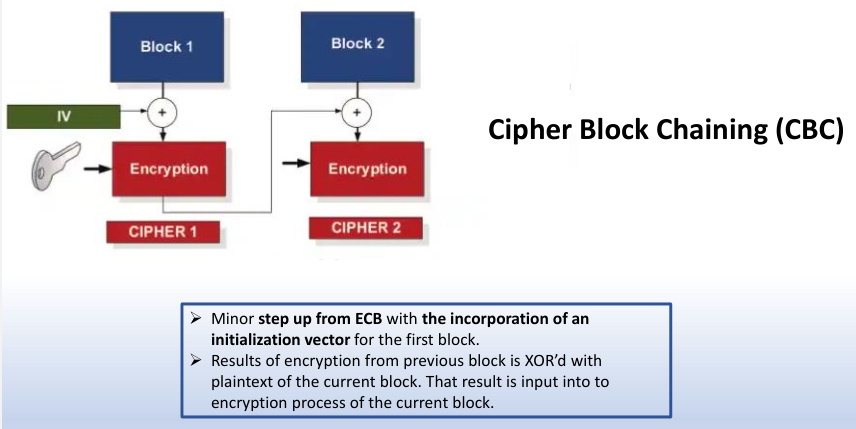 Block 1
Block 2
IV
+
+
Encryption
Encryption
CIPHER 1
CIPHER 2
Cipher Block Chaining (CBC)
➢ Minor step up from ECB with the incorporation of an
initialization vector for the first block.
➢ Results of encryption from previous block is XOR’d with
plaintext of the current block. That result is input into to
encryption process of the current block.